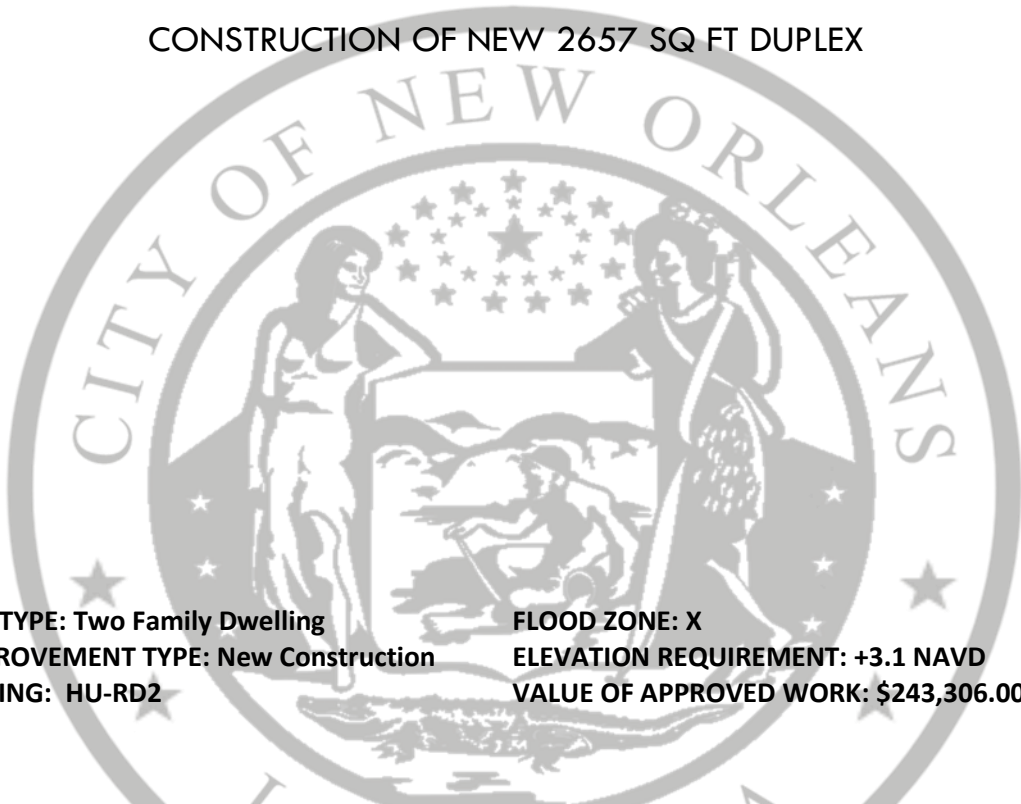 CONSTRUCTION OF NEW 2657 SQ FT DUPLEX
CITY OF NEW ORLEANS
TYPE: Two Family Dwelling
FLOOD ZONE: X
ROVEMENT TYPE: New Construction
ELEVATION REQUIREMENT: +3.1 NAVD
ING: HU-RD2
VALUE OF APPROVED WORK: $243,306.00